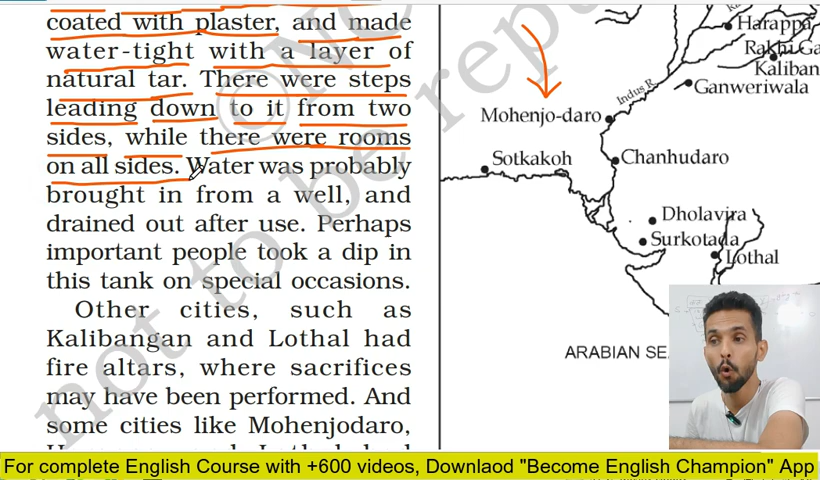 coated with plaster, and made
water-tight with a layer of
natural tar. There were steps
leading down to it from two
sides, while there were rooms
on all sides. Water was probably
brought in from a well, and
drained out after use. Perhaps
important people took a dip in
this tank on special occasions.
Other cities, such as
Kalibangan and Lothal had
fire altars, where sacrifices
may have been performed. And
some cities like Mohenjodaro,
Harappa
Rakhi Ga
Kaliban
Ganweriwala
Indus R.
Mohenjo-daro
Sotkakoh
Chanhudaro
Dholavira
Surkotada
Lothal
ARABIAN SE
not to be rep
For complete English Course with +600 videos, Downlaod "Become English Champion" App